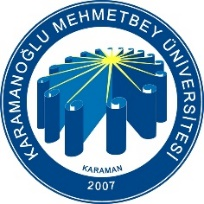 KARAMANOĞLU MEHMETBEY ÜNİVERSİTESİ
KARAMAN
2007